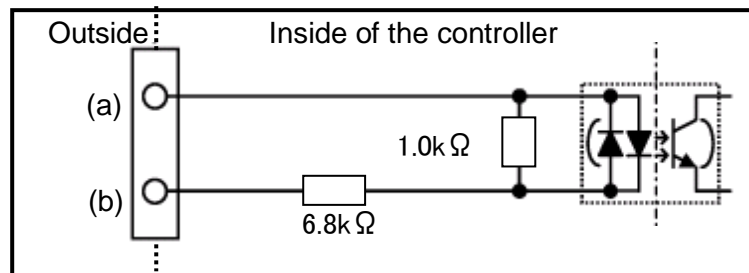 Outside
Inside of the controller
(a)
1.0kΩ
(b)
6.8kΩ